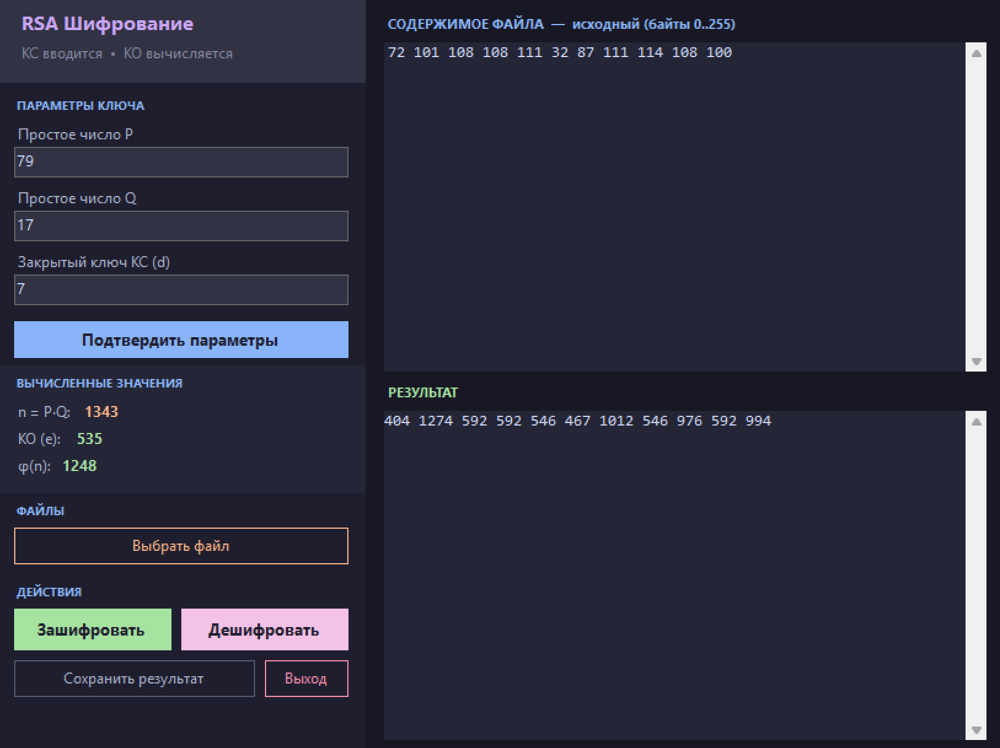 RSA Шифрование
КС вводится • КО вычисляется
ПАРАМЕТРЫ КЛЮЧА
Простое число P
79
Простое число Q
17
Закрытый ключ КС (d)
7
Подтвердить параметры
ВЫЧИСЛЕННЫЕ ЗНАЧЕНИЯ
n = P·Q: 1343
КО (e): 535
φ(n): 1248
ФАЙЛЫ
Выбрать файл
ДЕЙСТВИЯ
Зашифровать Дешифровать
Сохранить результат Выход
СОДЕРЖИМОЕ ФАЙЛА — исходный (байты 0..255)
72 101 108 108 111 32 87 111 114 108 100
РЕЗУЛЬТАТ
404 1274 592 592 546 467 1012 546 976 592 994